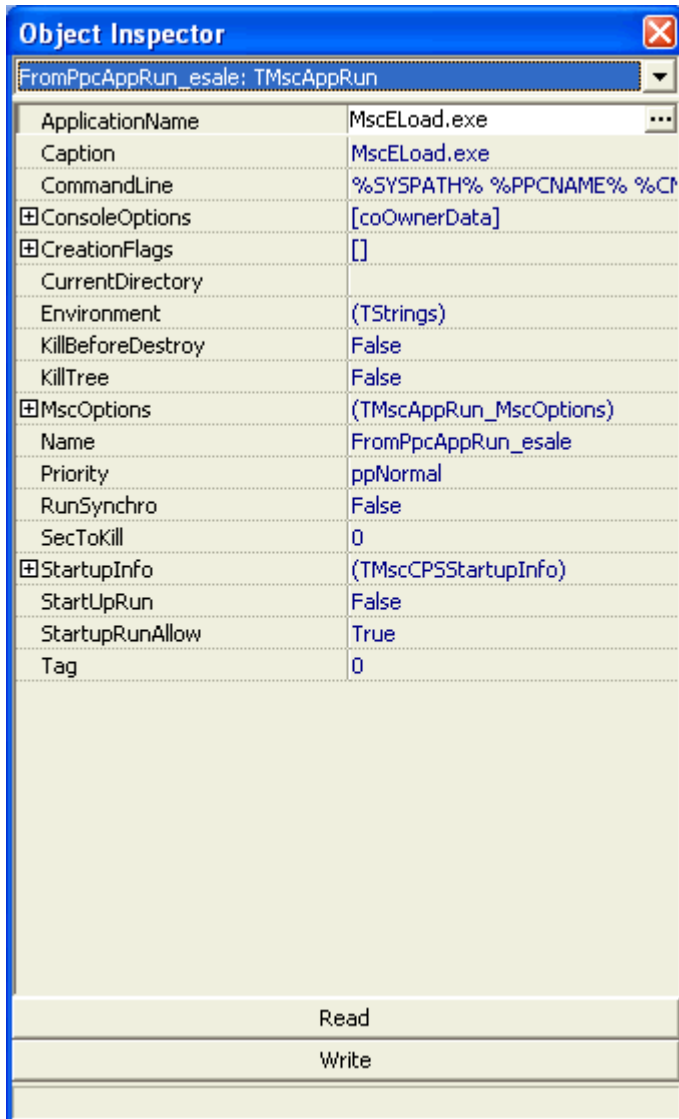 Object Inspector
FromPpcAppRun_esale: TMscAppRun
ApplicationName MscELoad.exe ...
Caption MscELoad.exe
CommandLine %SYSPATH% %PPCNAME%
ConsoleOptions [coOwnerData]
CreationFlags []
CurrentDirectory
Environment (TStrings)
KillBeforeDestroy False
KillTree False
MscOptions (TMscAppRun_MscOptions)
Name FromPpcAppRun_esale
Priority ppNormal
RunSynchro False
SecToKill 0
StartupInfo (TMscCPSStartupInfo)
StartUpRun False
StartupRunAllow True
Tag 0
Read
Write